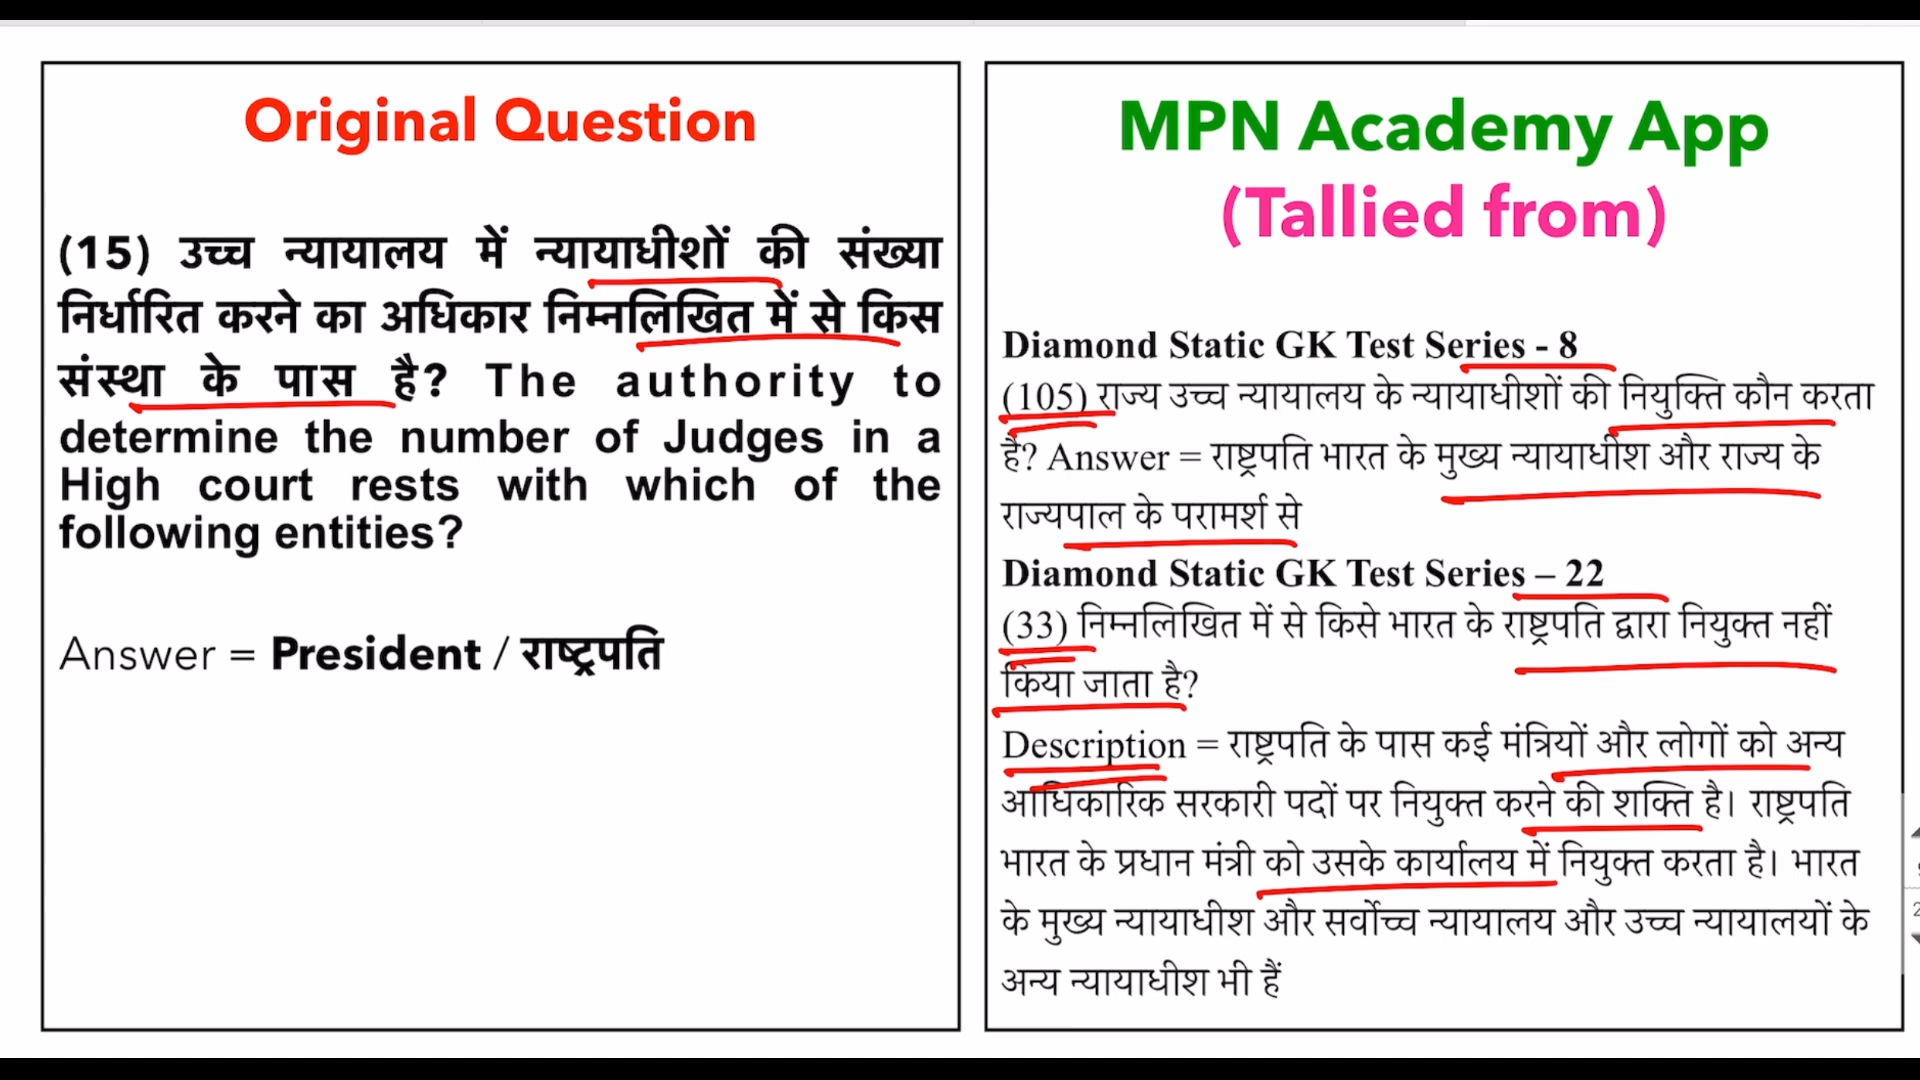 Original Question
(15) उच्च न्यायालय में न्यायाधीशों की संख्या
निर्धारित करने का अधिकार निम्नलिखित में से किस
संस्था के पास है? The authority to
determine the number of Judges in a
High court rests with which of the
following entities?
Answer = President / राष्ट्रपति
MPN Academy App
(Tallied from)
Diamond Static GK Test Series - 8
(105) राज्य उच्च न्यायालय के न्यायाधीशों की नियुक्ति कौन करता
है? Answer = राष्ट्रपति भारत के मुख्य न्यायाधीश और राज्य के
राज्यपाल के परामर्श से
Diamond Static GK Test Series – 22
(33) निम्नलिखित में से किसे भारत के राष्ट्रपति द्वारा नियुक्त नहीं
किया जाता है?
Description = राष्ट्रपति के पास कई मंत्रियों और लोगों को अन्य
आधिकारिक सरकारी पदों पर नियुक्त करने की शक्ति है। राष्ट्रपति
भारत के प्रधान मंत्री को उसके कार्यालय में नियुक्त करता है। भारत
के मुख्य न्यायाधीश और सर्वोच्च न्यायालय और उच्च न्यायालयों के
अन्य न्यायाधीश भी हैं